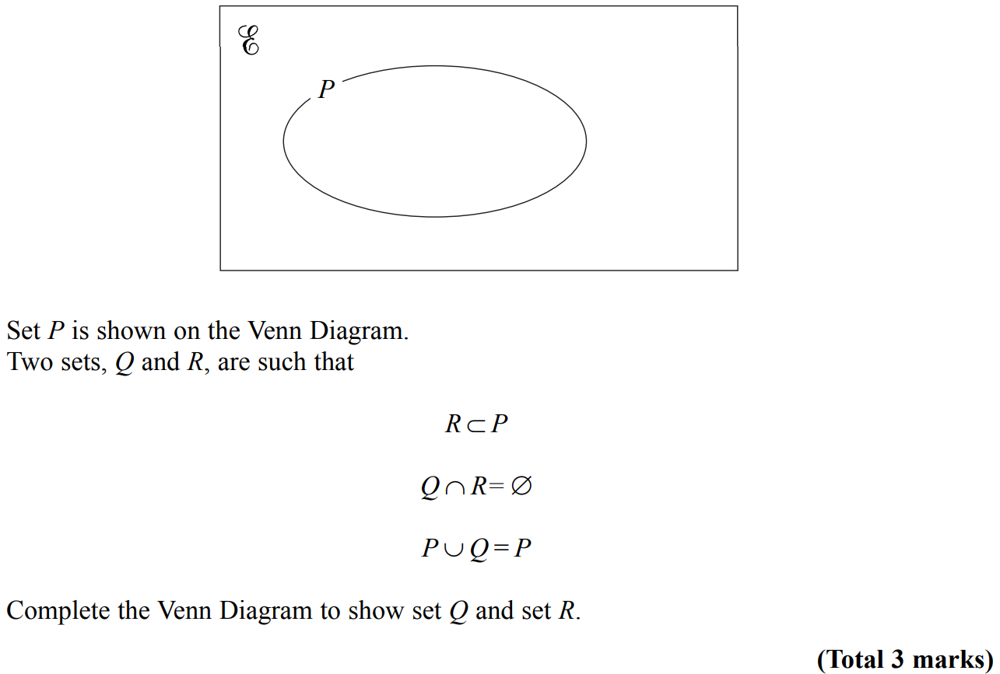 ℰ
P
Set P is shown on the Venn Diagram.
Two sets, Q and R, are such that
R ⊂ P
Q ∩ R = ∅
P ∪ Q = P
Complete the Venn Diagram to show set Q and set R.
(Total 3 marks)